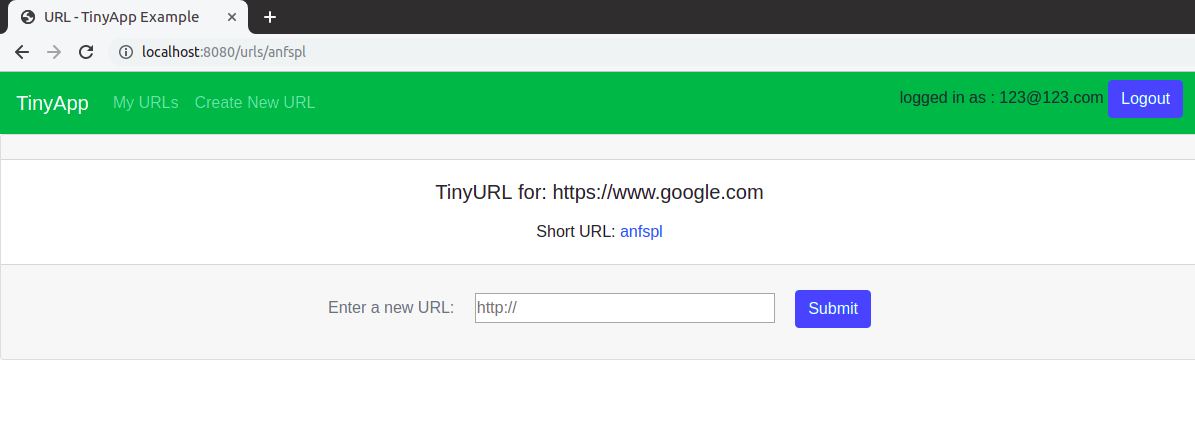 URL - TinyApp Example
localhost:8080/urls/anfspl
TinyApp My URLs Create New URL logged in as : 123@123.com Logout
TinyURL for: https://www.google.com
Short URL: anfspl
Enter a new URL: http:// Submit